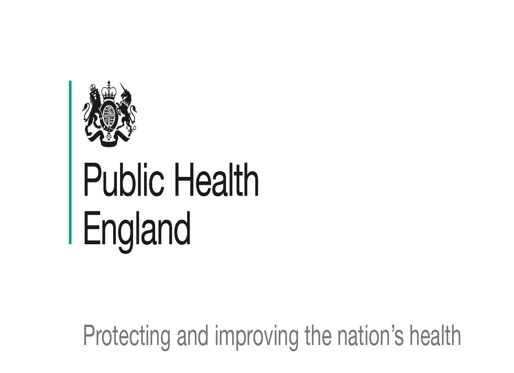 Public Health
England
Protecting and improving the nation's health